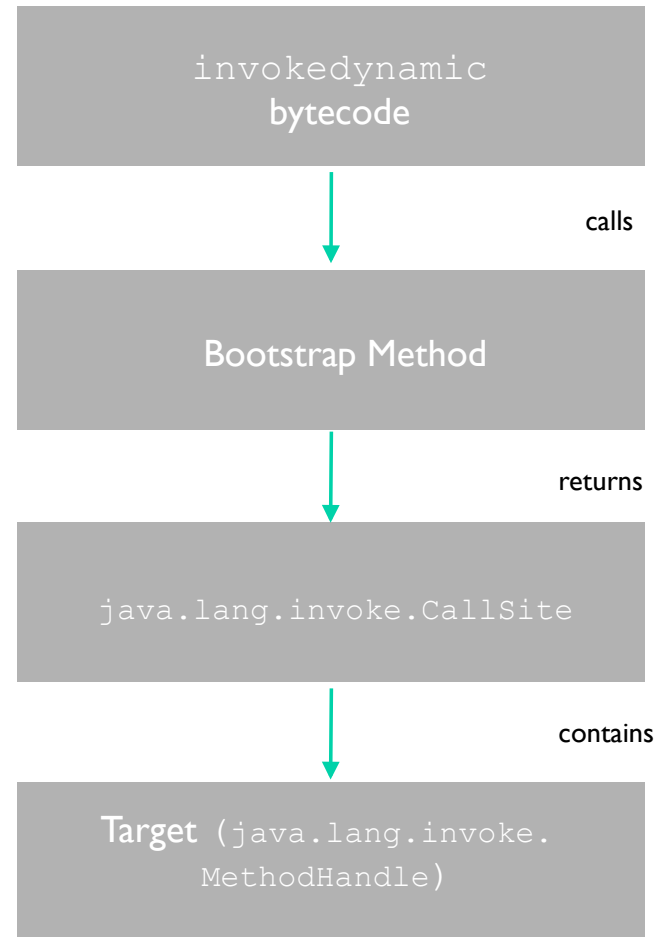 invokedynamic
bytecode
calls
Bootstrap Method
returns
java.lang.invoke.CallSite
contains
Target (java.lang.invoke.
MethodHandle)